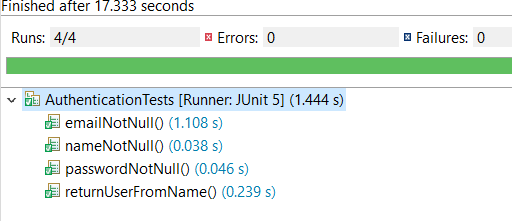 Finished after 17.333 seconds
Runs: 4/4 Errors: 0 Failures: 0
AuthenticationTests [Runner: JUnit 5] (1.444 s)
emailNotNull() (1.108 s)
nameNotNull() (0.038 s)
passwordNotNull() (0.046 s)
returnUserFromName() (0.239 s)